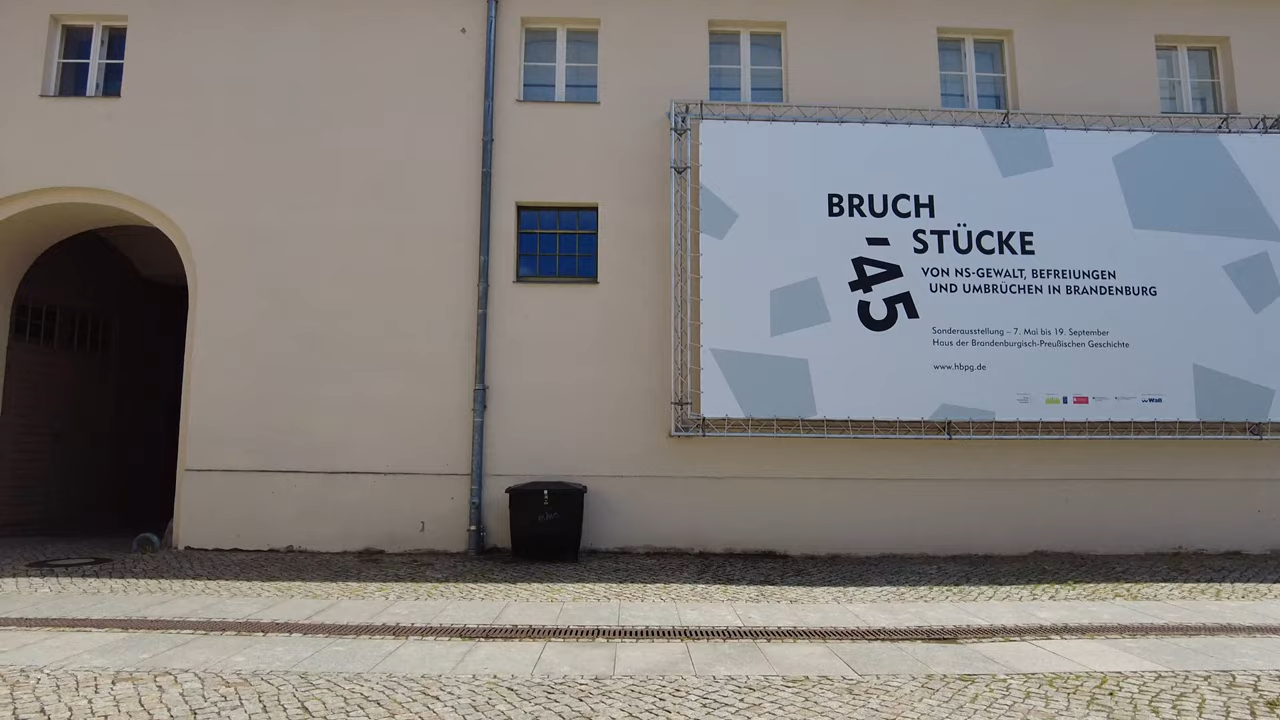 BRUCH
STÜCKE
'45
VON NS-GEWALT, BEFREIUNGEN
UND UMBRÜCHEN IN BRANDENBURG
Sonderausstellung – 7. Mai bis 19. September
Haus der Brandenburgisch-Preußischen Geschichte
www.hbpg.de